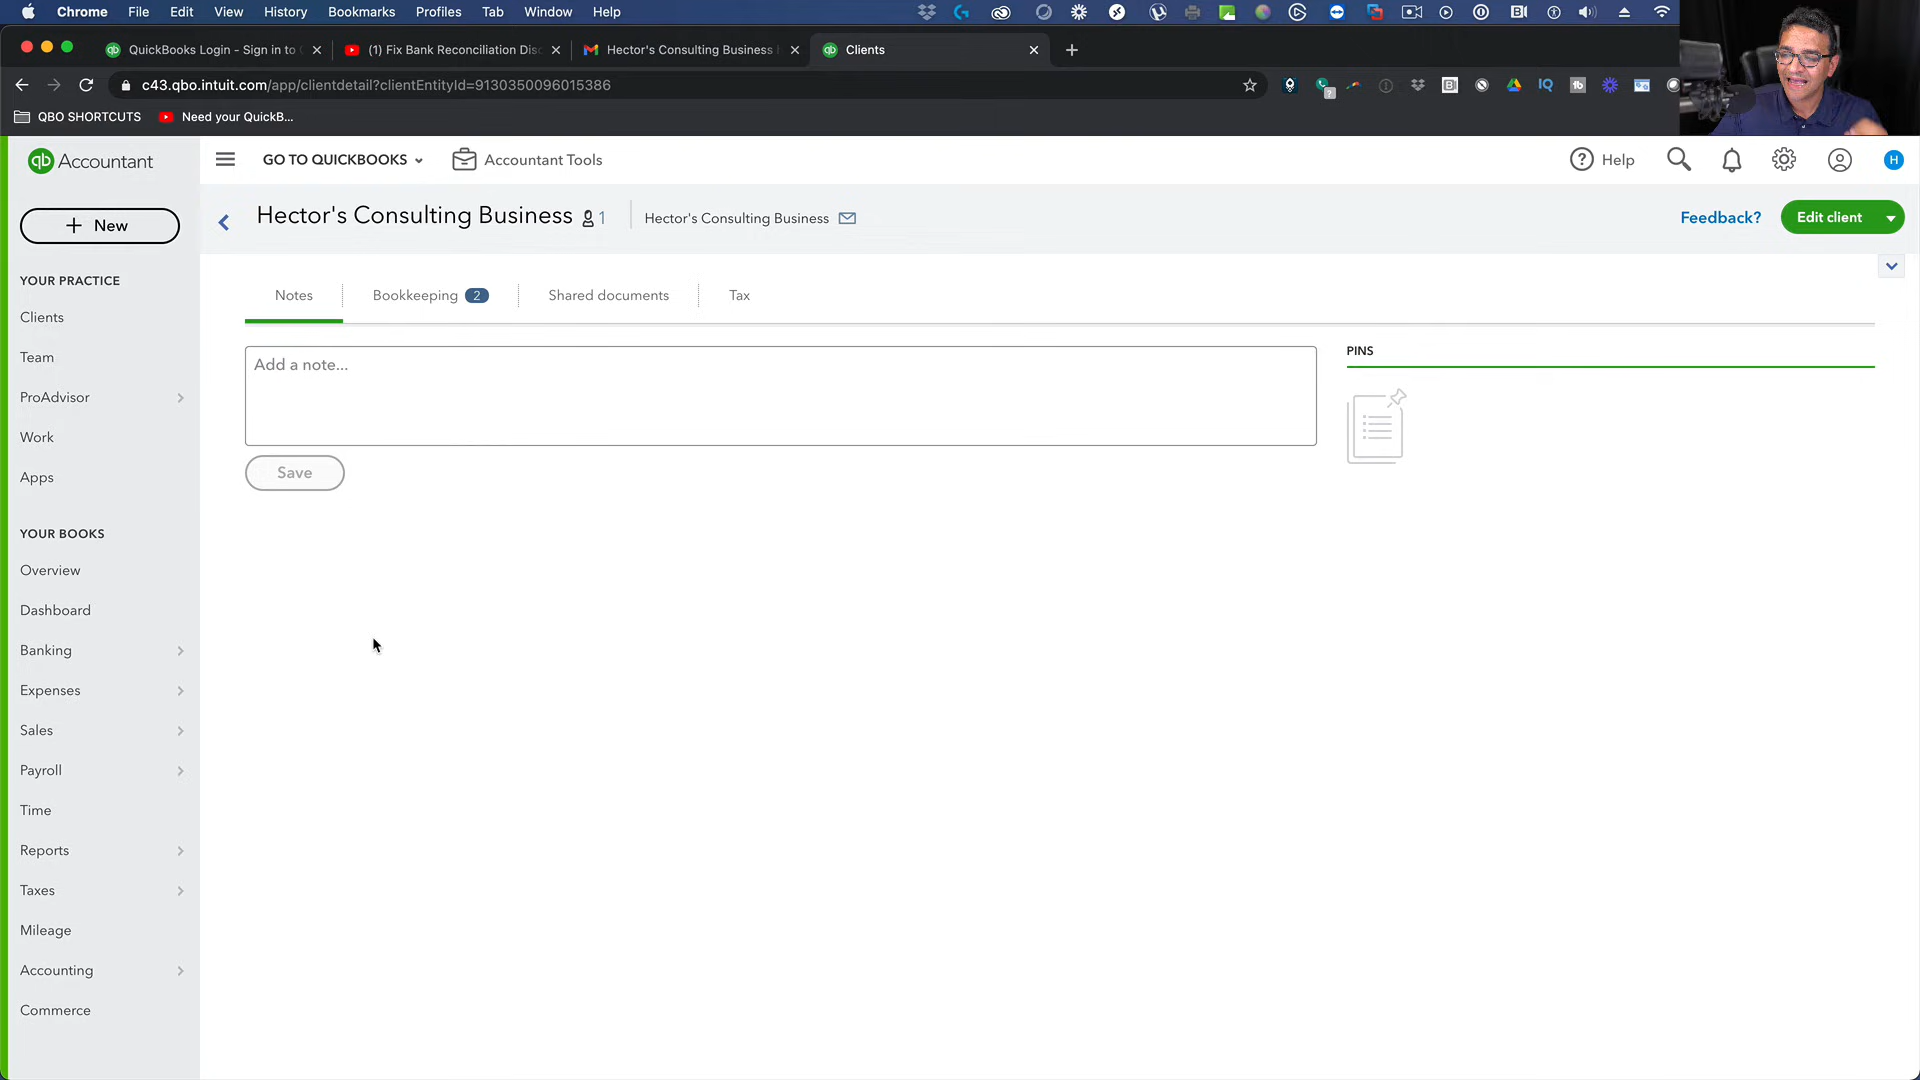 Chrome File Edit View History Bookmarks Profiles Tab Window Help
QuickBooks Login - Sign in to (1) Fix Bank Reconciliation Disc Hector's Consulting Business Clients
c43.qbo.intuit.com/app/clientdetail?clientEntityId=9130350096015386
QBO SHORTCUTS Need your QuickB...
qb Accountant
GO TO QUICKBOOKS Accountant Tools Help H
+ New
Hector's Consulting Business 1 Hector's Consulting Business Feedback? Edit client
YOUR PRACTICE
Clients
Team
ProAdvisor
Work
Apps
YOUR BOOKS
Overview
Dashboard
Banking
Expenses
Sales
Payroll
Time
Reports
Taxes
Mileage
Accounting
Commerce
Notes Bookkeeping 2 Shared documents Tax
Add a note...
Save
PINS